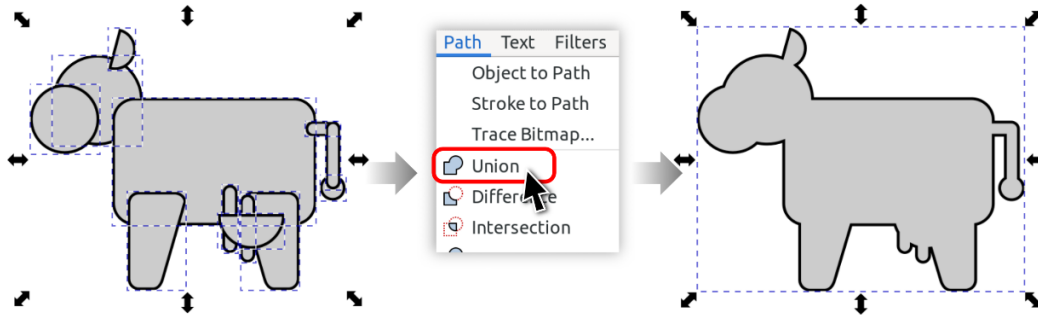 Path Text Filters
Object to Path
Stroke to Path
Trace Bitmap...
Union
Difference
Intersection